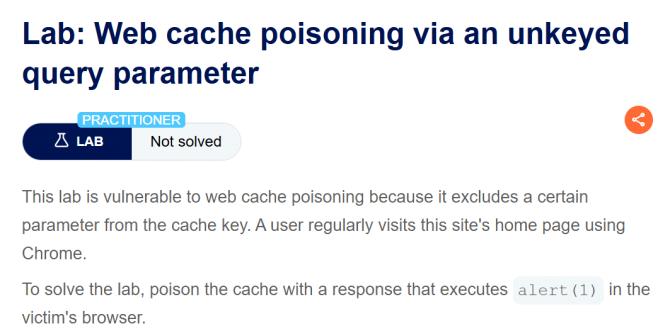 Lab: Web cache poisoning via an unkeyed
query parameter
PRACTITIONER
LAB
Not solved
This lab is vulnerable to web cache poisoning because it excludes a certain
parameter from the cache key. A user regularly visits this site's home page using
Chrome.
To solve the lab, poison the cache with a response that executes alert(1) in the
victim's browser.